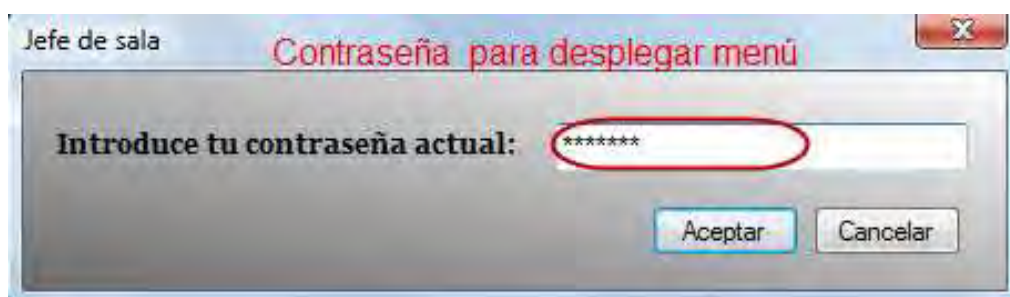 Jefe de sala
Contraseña para desplegar menú
Introduce tu contraseña actual: *******
Aceptar Cancelar